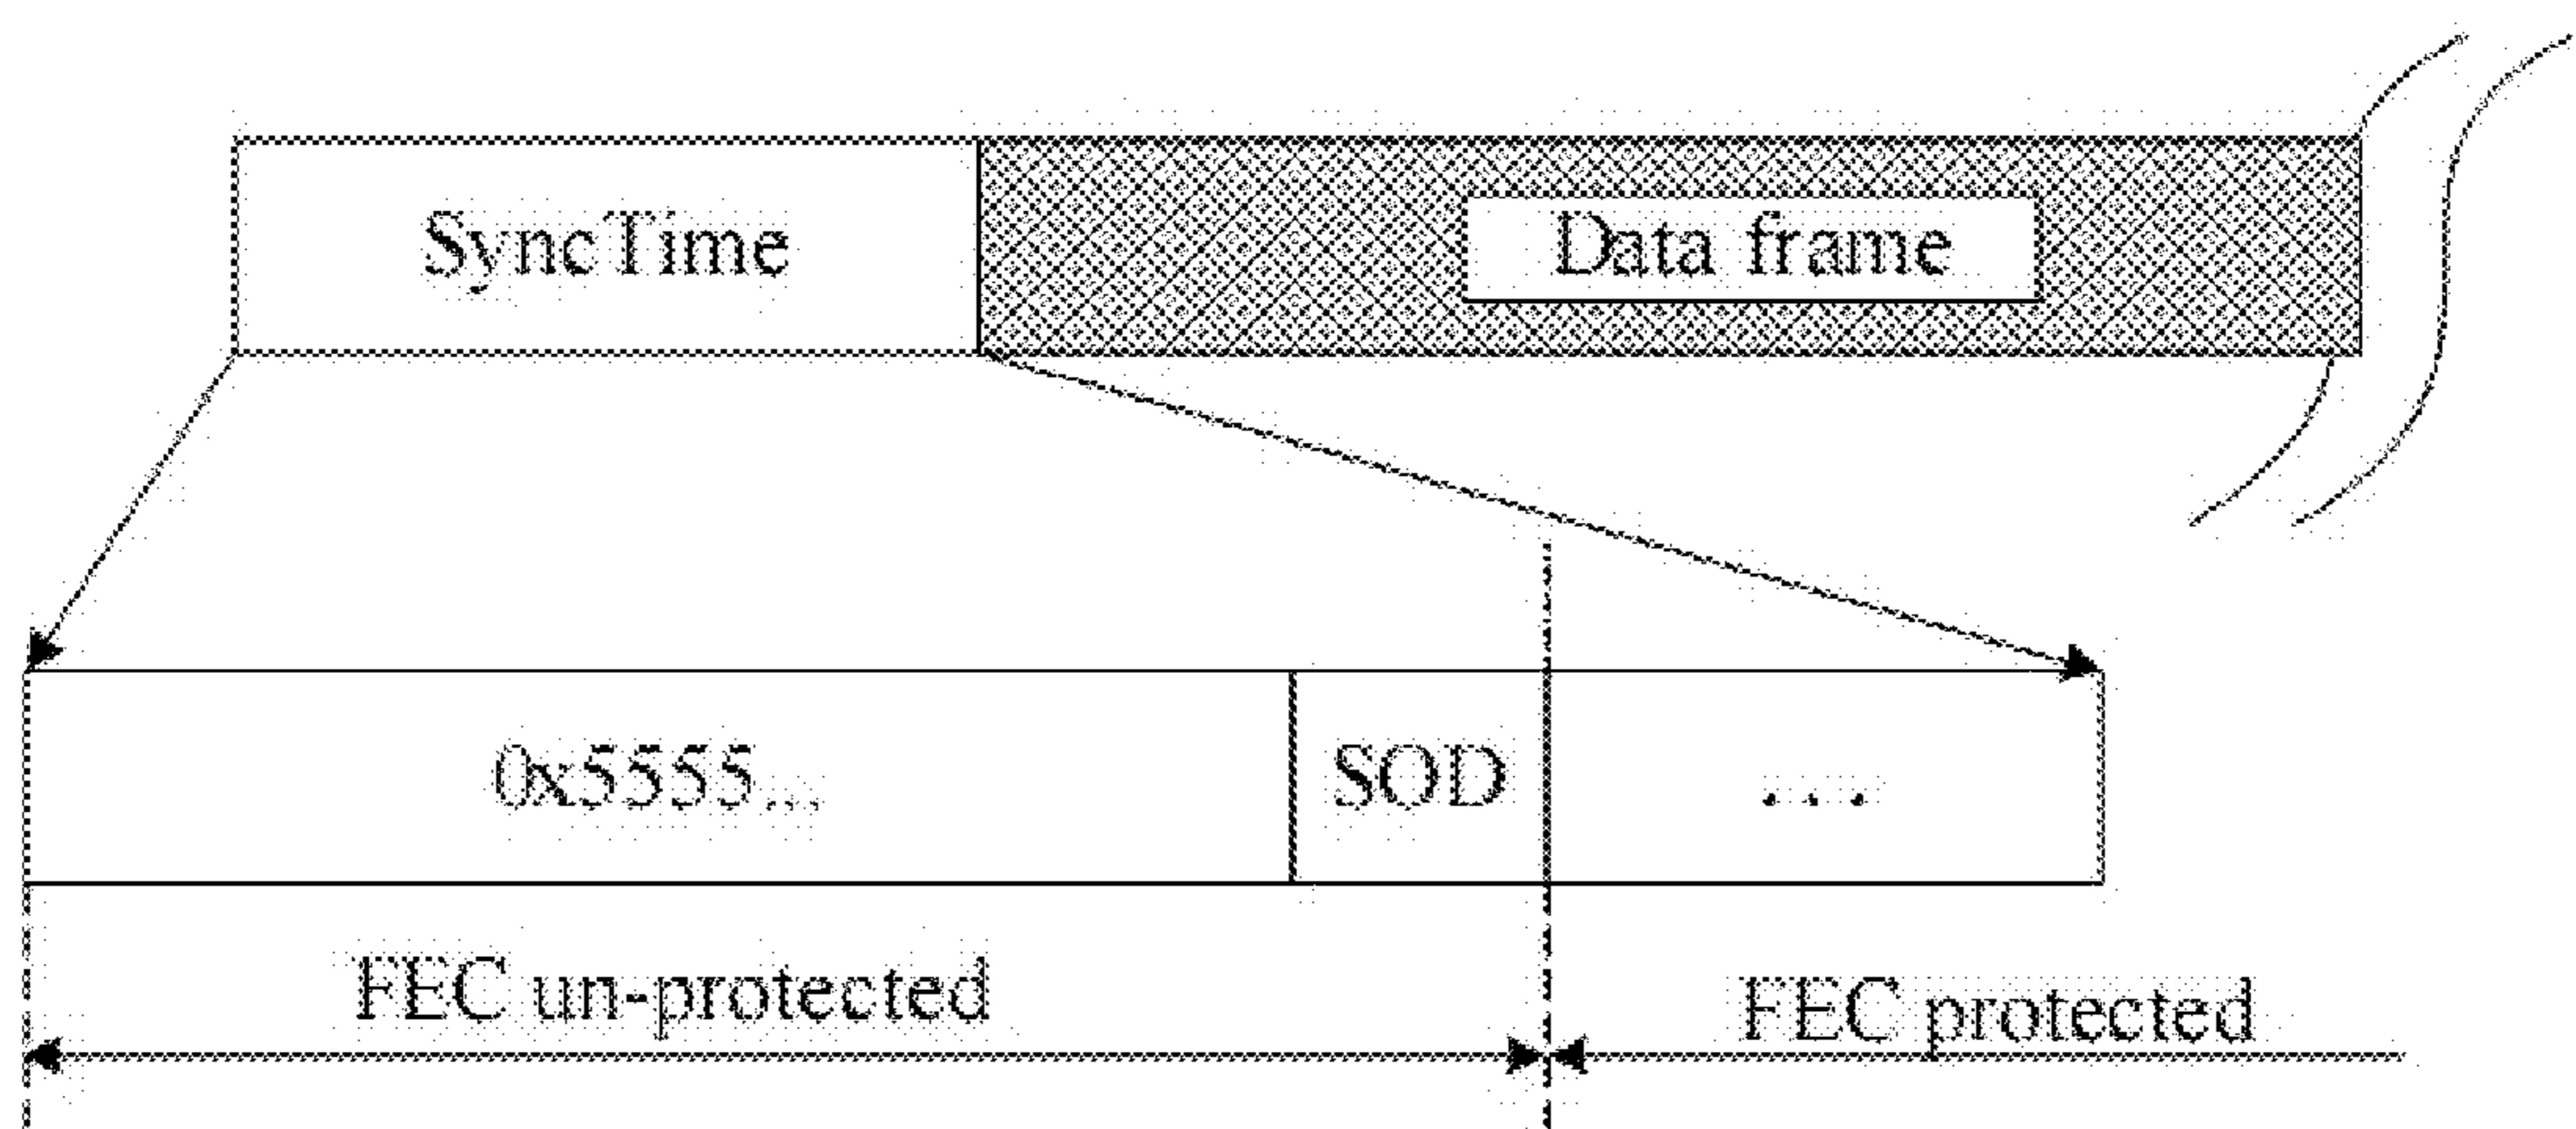 SyncTime
Data frame
0x5555...
SOD
...
FEC un-protected
FEC protected